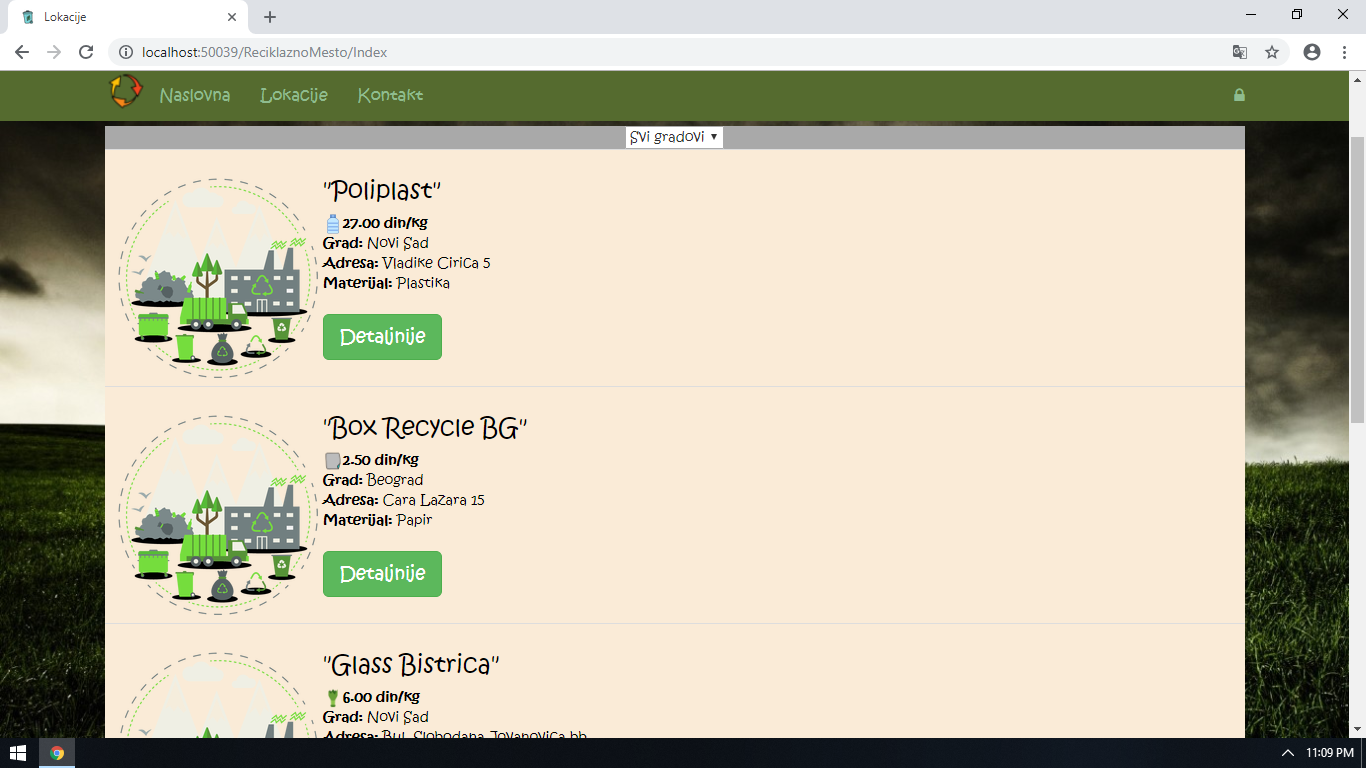 Lokacije
localhost:50039/ReciklaznoMesto/Index
Naslovna Lokacije Kontakt
Svi gradovi
"Poliplast"
27.00 din/kg
Grad: Novi Sad
Adresa: Vladike Cirica 5
Materijal: Plastika
Detaljnije
"Box Recycle BG"
2.50 din/kg
Grad: Beograd
Adresa: Cara Lazara 15
Materijal: Papir
Detaljnije
"Glass Bistrica"
6.00 din/kg
Grad: Novi Sad
Adresa: Bul. Slobodana Jovanovica bb
11:09 PM